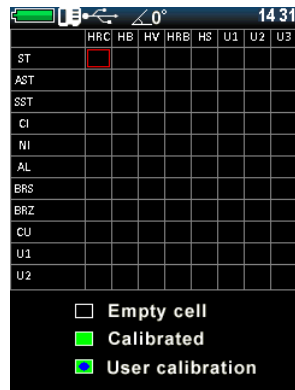 0° 14 31
HRC HB HV HRB HS U1 U2 U3
ST
AST
SST
CI
NI
AL
BRS
BRZ
CU
U1
U2
Empty cell
Calibrated
User calibration